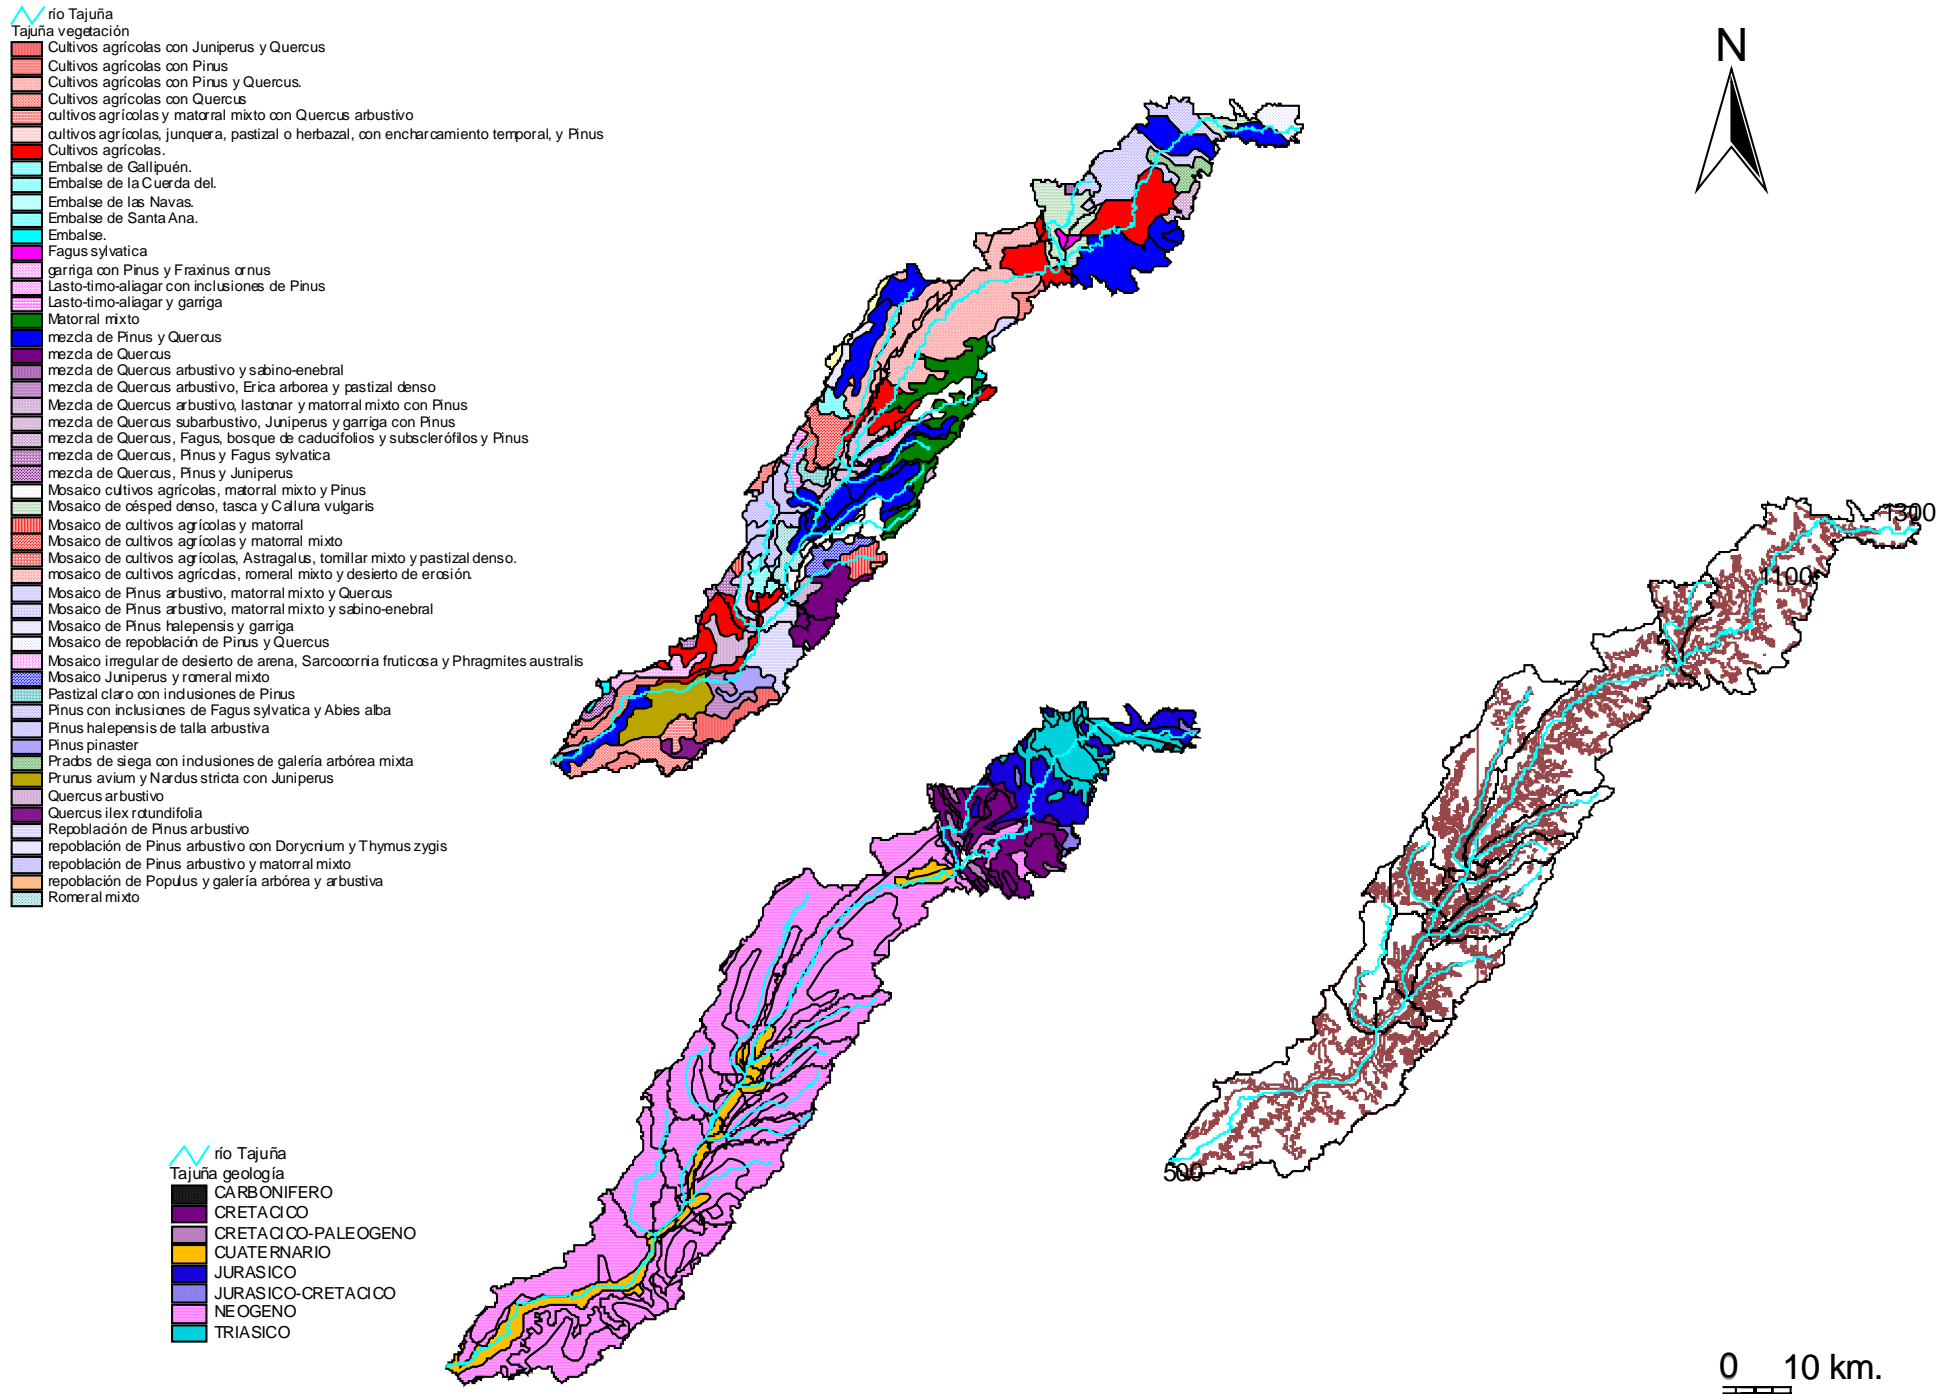 río Tajuña
Tajuña vegetación
Cultivos agrícolas con Juniperus y Quercus
Cultivos agrícolas con Pinus
Cultivos agrícolas con Pinus y Quercus.
Cultivos agrícolas con Quercus
cultivos agrícolas y matorral mixto con Quercus arbustivo
cultivos agrícolas, junquera, pastizal o herbazal, con encharcamiento temporal, y Pinus
Cultivos agrícolas.
Embalse de Gallipuén.
Embalse de la Cuerda del.
Embalse de las Navas.
Embalse de Santa Ana.
Embalse.
Fagus sylvatica
garriga con Pinus y Fraxinus ornus
Lasto-timo-aliagar con inclusiones de Pinus
Lasto-timo-aliagar y garriga
Matorral mixto
mezcla de Pinus y Quercus
mezcla de Quercus
mezcla de Quercus arbustivo y sabino-enebral
mezcla de Quercus arbustivo, Erica arborea y pastizal denso
Mezcla de Quercus arbustivo, lastonar y matorral mixto con Pinus
mezcla de Quercus subarbustivo, Juniperus y garriga con Pinus
mezcla de Quercus, Fagus, bosque de caducifolios y subsclerófilos y Pinus
mezcla de Quercus, Pinus y Fagus sylvatica
mezcla de Quercus, Pinus y Juniperus
Mosaico cultivos agrícolas, matorral mixto y Pinus
Mosaico de césped denso, tasca y Calluna vulgaris
Mosaico de cultivos agrícolas y matorral
Mosaico de cultivos agrícolas y matorral mixto
Mosaico de cultivos agrícolas, Astragalus, tomillar mixto y pastizal denso.
mosaico de cultivos agrícolas, romeral mixto y desierto de erosión.
Mosaico de Pinus arbustivo, matorral mixto y Quercus
Mosaico de Pinus arbustivo, matorral mixto y sabino-enebral
Mosaico de Pinus halepensis y garriga
Mosaico de repoblación de Pinus y Quercus
Mosaico irregular de desierto de arena, Sarcocornia fruticosa y Phragmites australis
Mosaico Juniperus y romeral mixto
Pastizal claro con inclusiones de Pinus
Pinus con inclusiones de Fagus sylvatica y Abies alba
Pinus halepensis de talla arbustiva
Pinus pinaster
Prados de siega con inclusiones de galería arbórea mixta
Prunus avium y Nardus stricta con Juniperus
Quercus arbustivo
Quercus ilex rotundifolia
Repoblación de Pinus arbustivo
repoblación de Pinus arbustivo con Dorycnium y Thymus zygis
repoblación de Pinus arbustivo y matorral mixto
repoblación de Populus y galería arbórea y arbustiva
Romeral mixto
N
1300
1100
500
río Tajuña
Tajuña geología
CARBONIFERO
CRETACICO
CRETACICO-PALEOGENO
CUATERNARIO
JURASICO
JURASICO-CRETACICO
NEOGENO
TRIASICO
0 10 km.